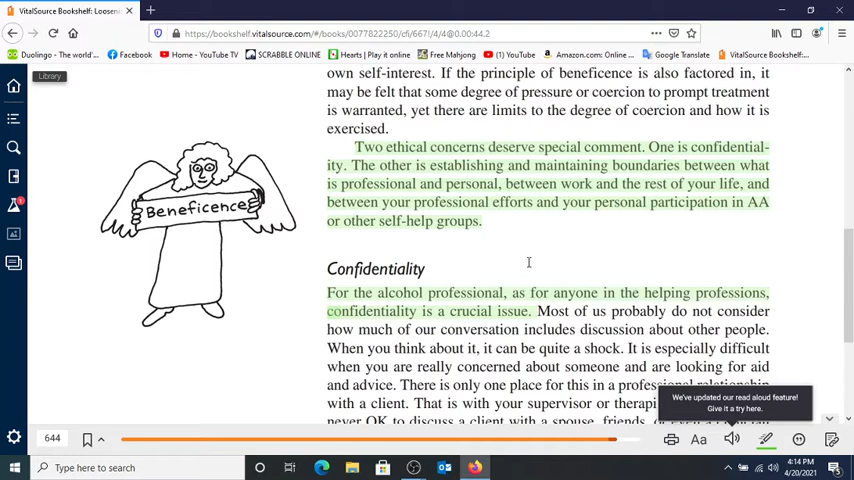 VitalSource Bookshelf: Loosene
https://bookshelf.vitalsource.com/#/books/0077822250/cfi/667!/4/4@0.00:44.2
Duolingo - The world'...
Facebook
Home - YouTube TV
SCRABBLE ONLINE
Hearts | Play it online
Free Mahjong
(1) YouTube
Amazon.com: Online...
Google Translate
VitalSource Bookshelf:...
Library
own self-interest. If the principle of beneficence is also factored in, it
may be felt that some degree of pressure or coercion to prompt treatment
is warranted, yet there are limits to the degree of coercion and how it is
exercised.
Two ethical concerns deserve special comment. One is confidential-
ity. The other is establishing and maintaining boundaries between what
is professional and personal, between work and the rest of your life, and
between your professional efforts and your personal participation in AA
or other self-help groups.
Beneficence
Confidentiality
For the alcohol professional, as for anyone in the helping professions,
confidentiality is a crucial issue. Most of us probably do not consider
how much of our conversation includes discussion about other people.
When you think about it, it can be quite a shock. It is especially difficult
when you are really concerned about someone and are looking for aid
and advice. There is only one place for this in a professional relationship
with a client. That is with your supervisor or therapi
never OK to discuss a client with a spouse, friends,
We've updated our read aloud feature!
Give it a try here.
644
Aa
Type here to search
4:14 PM
4/20/2021